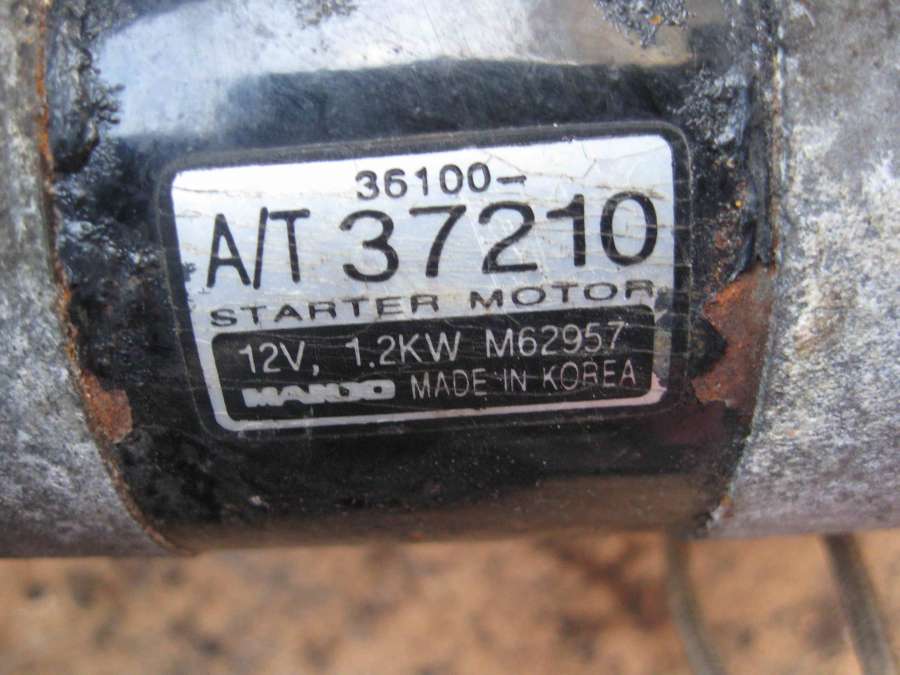 36100-
A/T 37210
STARTER MOTOR
12V, 1.2KW M62957
MANDO MADE IN KOREA